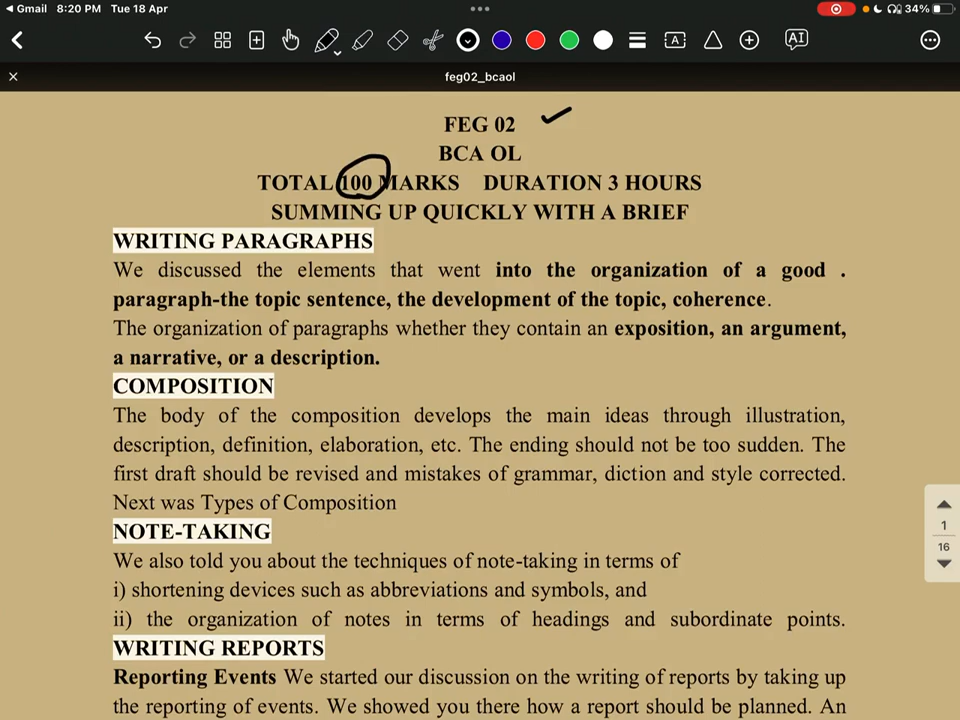 Gmail 8:20 PM Tue 18 Apr 34%
A AI
feg02_bcaol
FEG 02
BCA OL
TOTAL 100 MARKS DURATION 3 HOURS
SUMMING UP QUICKLY WITH A BRIEF
WRITING PARAGRAPHS
We discussed the elements that went into the organization of a good .
paragraph-the topic sentence, the development of the topic, coherence.
The organization of paragraphs whether they contain an exposition, an argument,
a narrative, or a description.
COMPOSITION
The body of the composition develops the main ideas through illustration,
description, definition, elaboration, etc. The ending should not be too sudden. The
first draft should be revised and mistakes of grammar, diction and style corrected.
Next was Types of Composition
NOTE-TAKING
We also told you about the techniques of note-taking in terms of
i) shortening devices such as abbreviations and symbols, and
ii) the organization of notes in terms of headings and subordinate points.
1
16
WRITING REPORTS
Reporting Events We started our discussion on the writing of reports by taking up
the reporting of events. We showed you there how a report should be planned. An